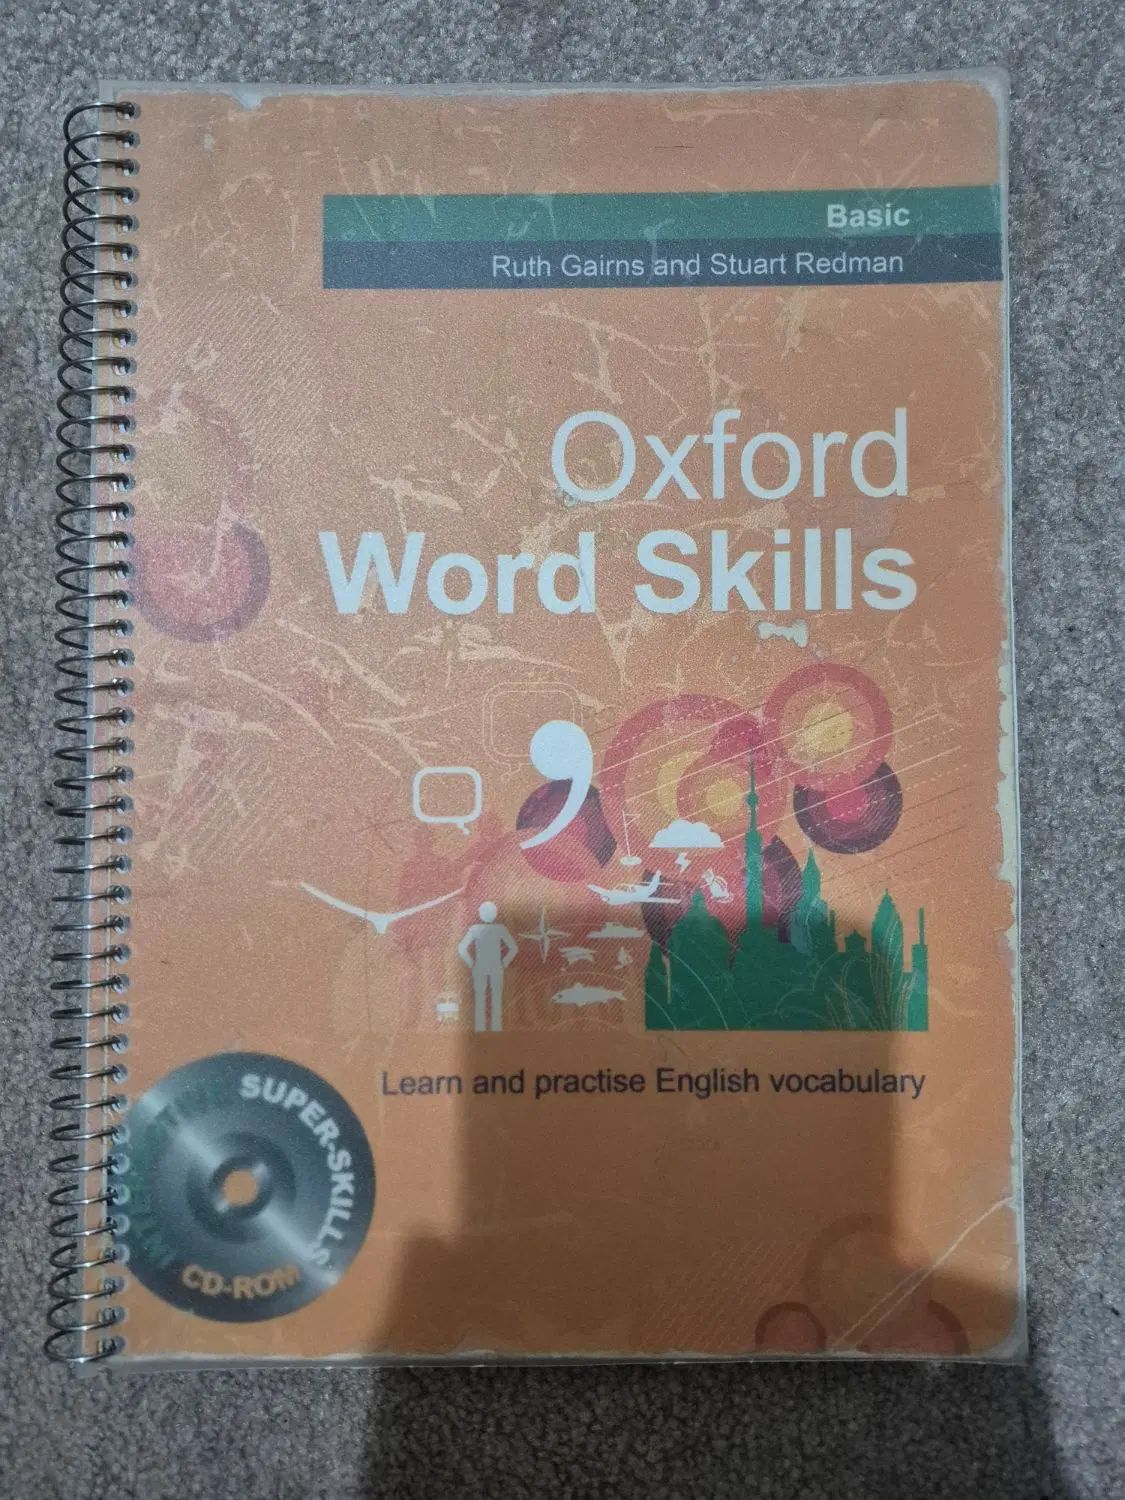 Basic
Ruth Gairns and Stuart Redman
Oxford
Word Skills
Learn and practise English vocabulary
SUPER-SKILLS
CD-ROM